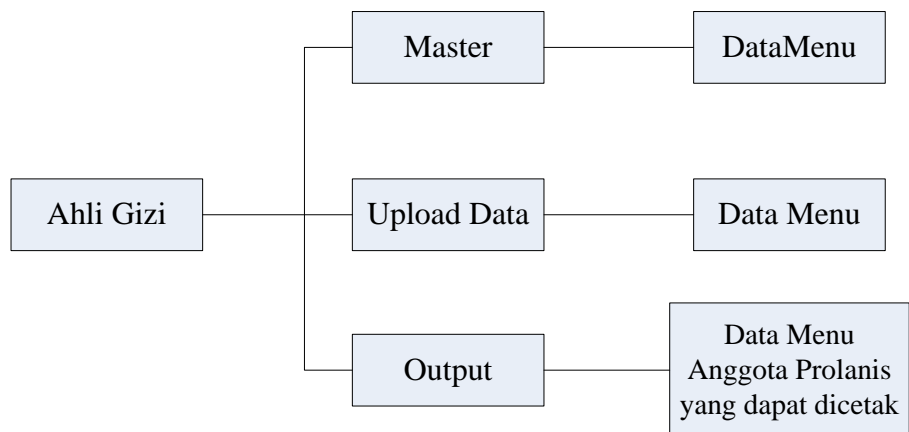 Master
DataMenu
Ahli Gizi
Upload Data
Data Menu
Output
Data Menu
Anggota Prolanis
yang dapat dicetak